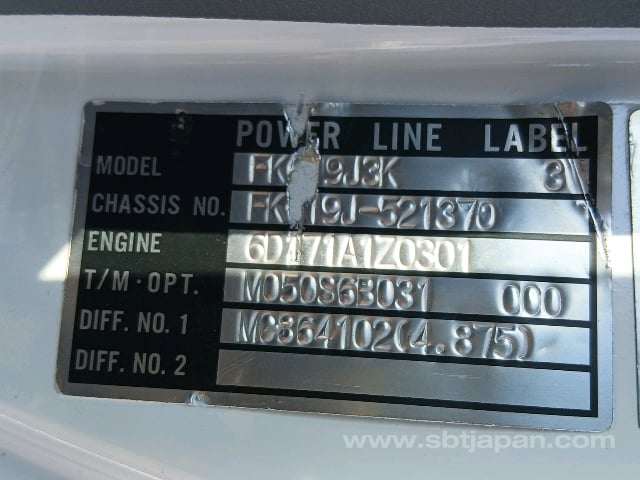 POWER LINE LABEL
MODEL 8
CHASSIS NO.
ENGINE 6D171A1Z0301
T/M·OPT. M050S6B031 000
DIFF. NO. 1 MC864102(4.875)
DIFF. NO. 2
www.sbtjapan.com